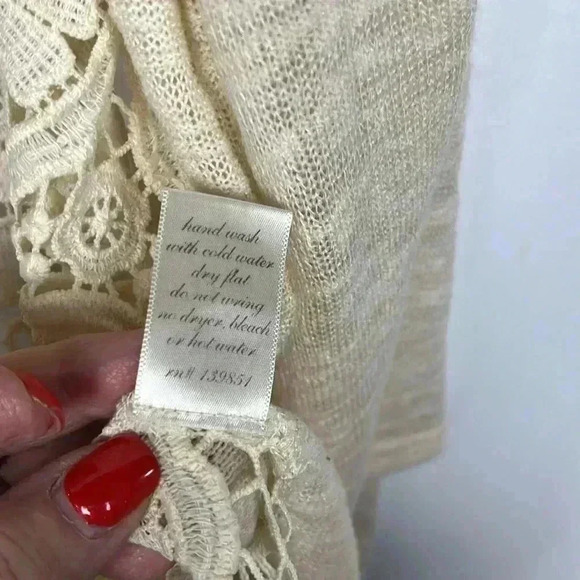 hand wash
with cold water
dry flat
do not wring
no dryer, bleach
or hot water
rn# 139851